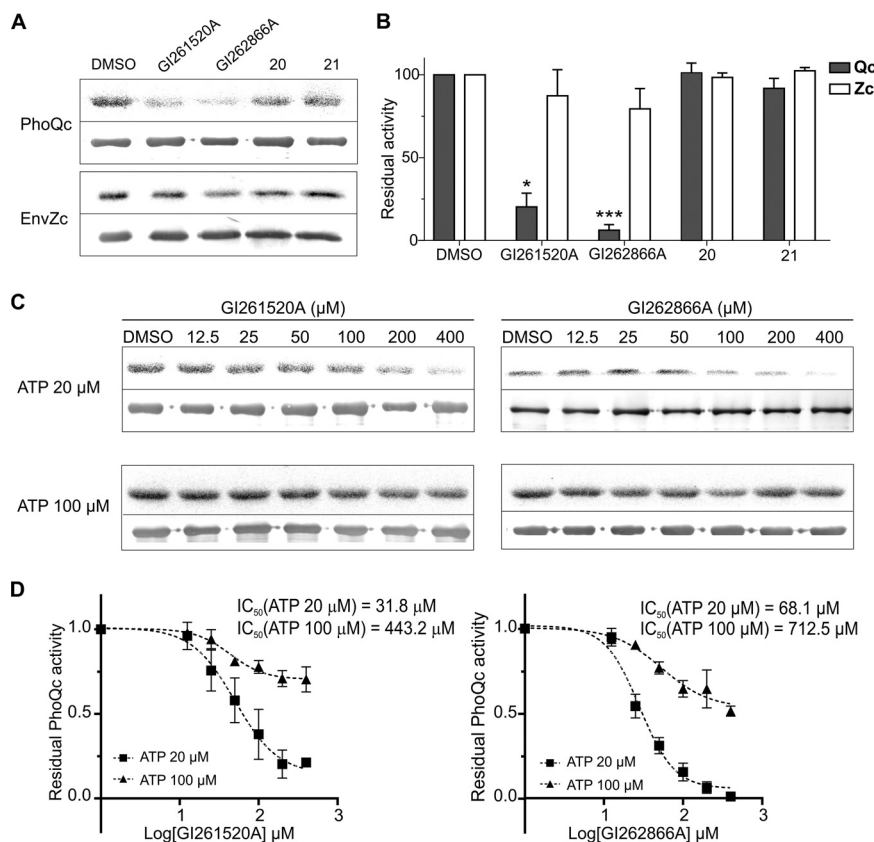 A
DMSO GI261520A GI262866A 20 21
PhoQc
EnvZc
B
Residual activity
100
50
0
* ***
DMSO GI261520A GI262866A 20 21
Qc
Zc
C
GI261520A (µM)
DMSO 12.5 25 50 100 200 400
GI262866A (µM)
DMSO 12.5 25 50 100 200 400
ATP 20 µM
ATP 100 µM
D
IC50(ATP 20 µM) = 31.8 µM
IC50(ATP 100 µM) = 443.2 µM
Residual PhoQc activity
1.0
0.5
0.0
ATP 20 µM
ATP 100 µM
1 2 3
Log[GI261520A] µM
IC50(ATP 20 µM) = 68.1 µM
IC50(ATP 100 µM) = 712.5 µM
Residual PhoQc activity
1.0
0.5
0.0
ATP 20 µM
ATP 100 µM
1 2 3
Log[GI262866A] µM